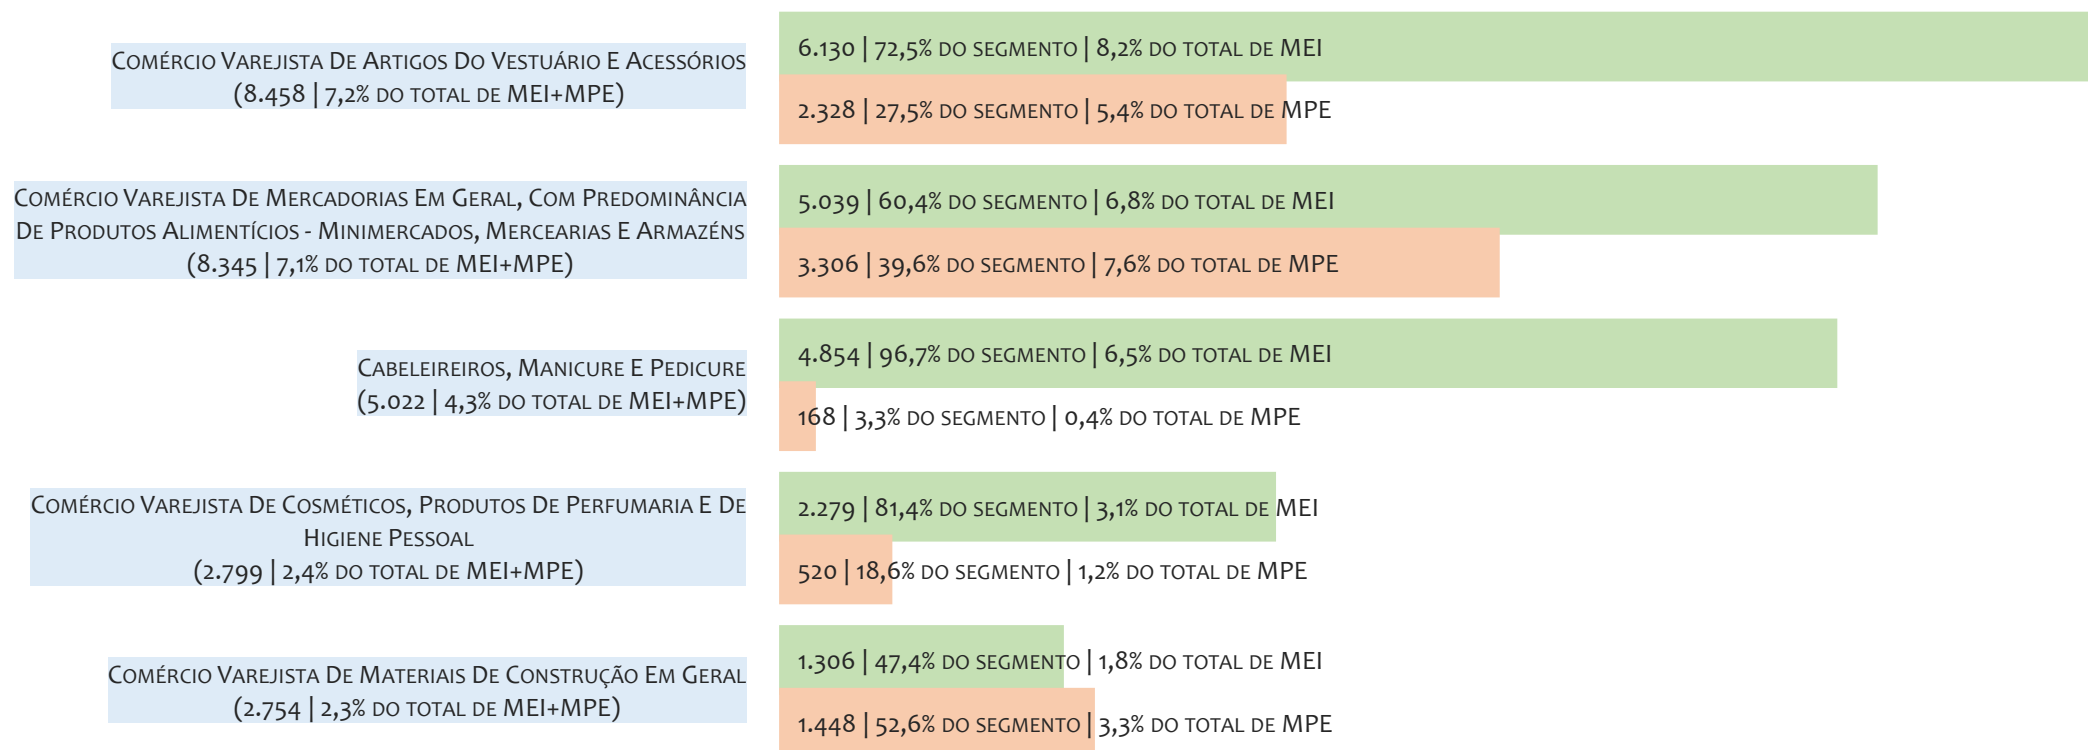 Comércio Varejista De Artigos Do Vestuário E Acessórios
(8.458 | 7,2% do total de MEI+MPE)
6.130 | 72,5% do segmento | 8,2% do total de MEI
2.328 | 27,5% do segmento | 5,4% do total de MPE
Comércio Varejista De Mercadorias Em Geral, Com Predominância
De Produtos Alimentícios - Minimercados, Mercearias E Armazéns
(8.345 | 7,1% do total de MEI+MPE)
5.039 | 60,4% do segmento | 6,8% do total de MEI
3.306 | 39,6% do segmento | 7,6% do total de MPE
Cabeleireiros, Manicure E Pedicure
(5.022 | 4,3% do total de MEI+MPE)
4.854 | 96,7% do segmento | 6,5% do total de MEI
168 | 3,3% do segmento | 0,4% do total de MPE
Comércio Varejista De Cosméticos, Produtos De Perfumaria E De
Higiene Pessoal
(2.799 | 2,4% do total de MEI+MPE)
2.279 | 81,4% do segmento | 3,1% do total de MEI
520 | 18,6% do segmento | 1,2% do total de MPE
Comércio Varejista De Materiais De Construção Em Geral
(2.754 | 2,3% do total de MEI+MPE)
1.306 | 47,4% do segmento | 1,8% do total de MEI
1.448 | 52,6% do segmento | 3,3% do total de MPE